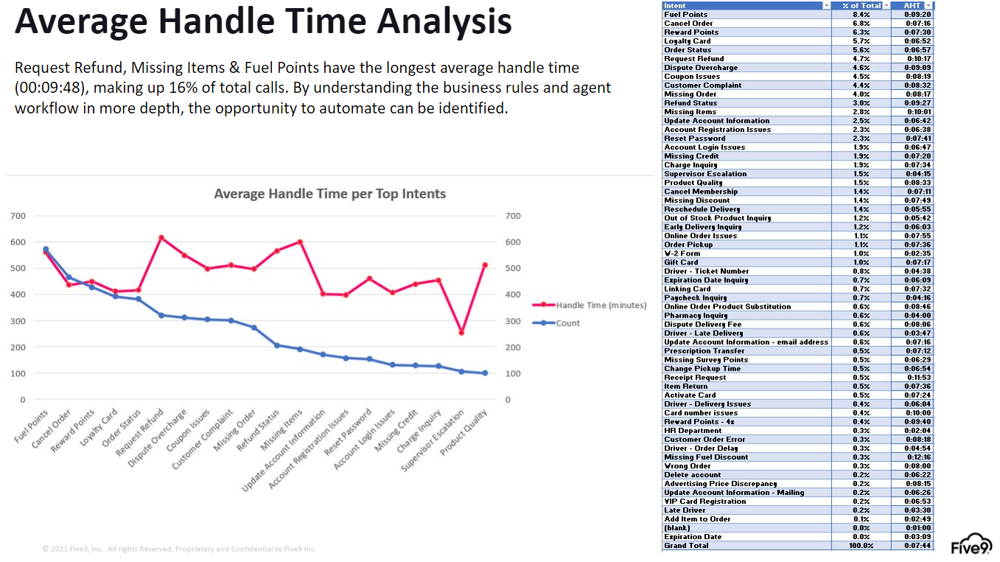 Average Handle Time Analysis
Request Refund, Missing Items & Fuel Points have the longest average handle time
(00:09:48), making up 16% of total calls. By understanding the business rules and agent
workflow in more depth, the opportunity to automate can be identified.
Average Handle Time per Top Intents
700 700
600 600
500 500
400 400
300 300
200 200
100 100
0 0
Handle Time (minutes)
Count
Fuel Points
Cancel Order
Reward Points
Loyalty Card
Order Status
Request Refund
Dispute Overcharge
Coupon Issues
Customer Complaint
Missing Order
Refund Status
Missing Items
Update Account Information
Account Registration Issues
Reset Password
Account Login Issues
Missing Credit
Charge Inquiry
Supervisor Escalation
Product Quality
© 2021 Five9, Inc. All rights Reserved. Proprietary and Confidential to Five9 Inc.
Intent % of Total AHT
Fuel Points 8.4% 0:09:20
Cancel Order 6.8% 0:07:16
Reward Points 6.3% 0:07:30
Loyalty Card 5.7% 0:06:52
Order Status 5.6% 0:06:57
Request Refund 4.7% 0:10:17
Dispute Overcharge 4.6% 0:09:09
Coupon Issues 4.5% 0:08:19
Customer Complaint 4.4% 0:08:32
Missing Order 4.0% 0:08:17
Refund Status 3.0% 0:09:27
Missing Items 2.8% 0:10:01
Update Account Information 2.5% 0:06:42
Account Registration Issues 2.3% 0:06:38
Reset Password 2.3% 0:07:41
Account Login Issues 1.9% 0:06:47
Missing Credit 1.9% 0:07:20
Charge Inquiry 1.9% 0:07:34
Supervisor Escalation 1.5% 0:04:15
Product Quality 1.5% 0:08:33
Cancel Membership 1.4% 0:07:11
Missing Discount 1.4% 0:07:49
Reschedule Delivery 1.4% 0:05:55
Out of Stock Product Inquiry 1.2% 0:05:42
Early Delivery Inquiry 1.2% 0:06:03
Online Order Issues 1.1% 0:07:55
Order Pickup 1.1% 0:07:36
W-2 Form 1.0% 0:02:35
Gift Card 1.0% 0:07:17
Driver - Ticket Number 0.8% 0:04:38
Expiration Date Inquiry 0.7% 0:06:09
Linking Card 0.7% 0:07:32
Paycheck Inquiry 0.7% 0:04:16
Online Order Product Substitution 0.6% 0:08:46
Pharmacy Inquiry 0.6% 0:04:00
Dispute Delivery Fee 0.6% 0:08:06
Driver - Late Delivery 0.6% 0:03:47
Update Account Information - email address 0.6% 0:07:16
Prescription Transfer 0.5% 0:07:12
Missing Survey Points 0.5% 0:06:29
Change Pickup Time 0.5% 0:06:54
Receipt Request 0.5% 0:11:53
Item Return 0.5% 0:07:36
Activate Card 0.5% 0:07:24
Driver - Delivery Issues 0.4% 0:06:04
Card number issues 0.4% 0:10:00
Reward Points - 4x 0.4% 0:09:40
HR Department 0.3% 0:02:04
Customer Order Error 0.3% 0:08:18
Driver - Order Delay 0.3% 0:04:54
Missing Fuel Discount 0.3% 0:12:16
Wrong Order 0.3% 0:08:00
Delete account 0.2% 0:06:22
Advertising Price Discrepancy 0.2% 0:08:15
Update Account Information - Mailing 0.2% 0:06:26
VIP Card Registration 0.2% 0:06:53
Late Driver 0.2% 0:03:30
Add Item to Order 0.1% 0:02:49
(blank) 0.0% 0:01:00
Expiration Date 0.0% 0:03:09
Grand Total 100.0% 0:07:44
Five9